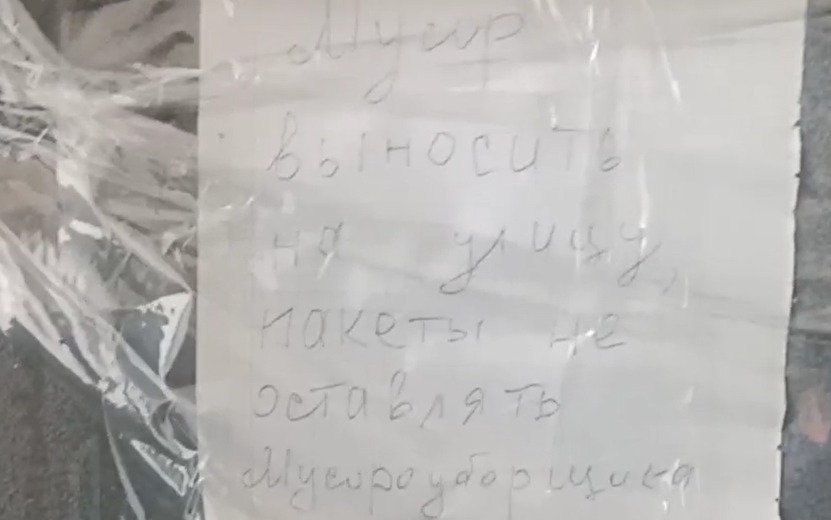 Мусор
выносить
на улицу,
пакеты не
оставлять
Мусороуборщика